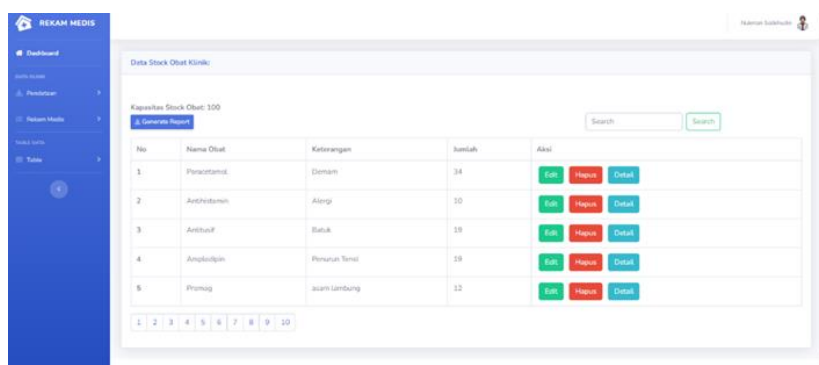 REKAM MEDIS
Dashboard
Pendataan
Rekam Medis
TABLE DATA
Table
Data Stock Obat Klinik:
Kapasitas Stock Obat: 100
Generate Report
Search
Search
No Nama Obat Keterangan Jumlah Aksi
1 Paracetamol Demam 34 Edit Hapus Detail
2 Antihistamin Alergi 10 Edit Hapus Detail
3 Antitusif Batuk 19 Edit Hapus Detail
4 Amplodipin Penurun Tensi 19 Edit Hapus Detail
5 Promag asam lambung 12 Edit Hapus Detail
1 2 3 4 5 6 7 8 9 10